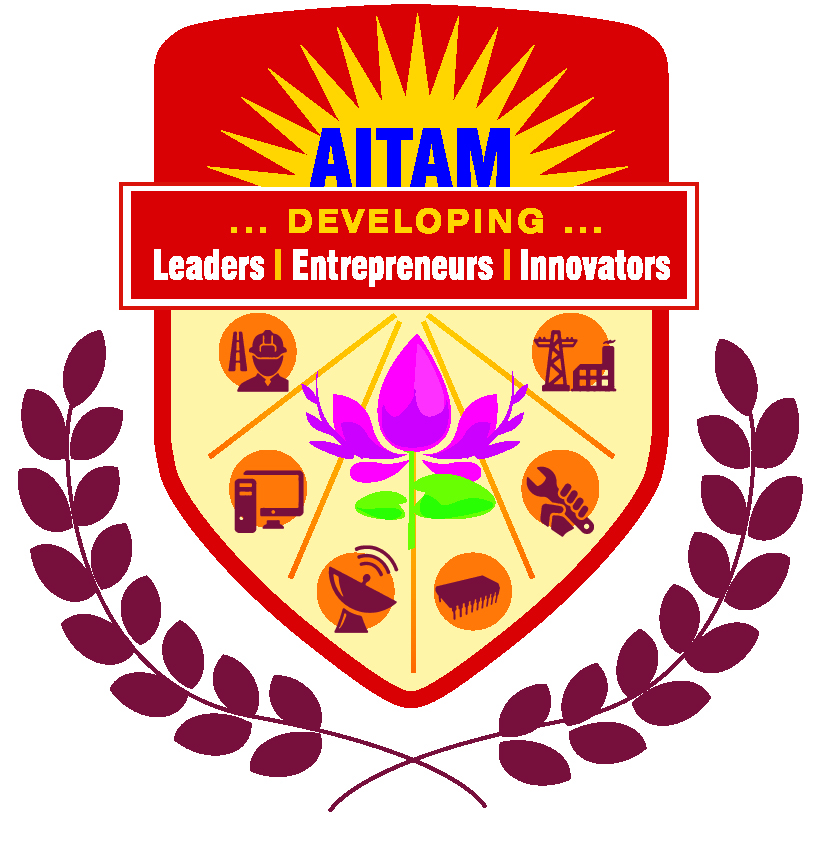 AITAM
... DEVELOPING ...
Leaders | Entrepreneurs | Innovators